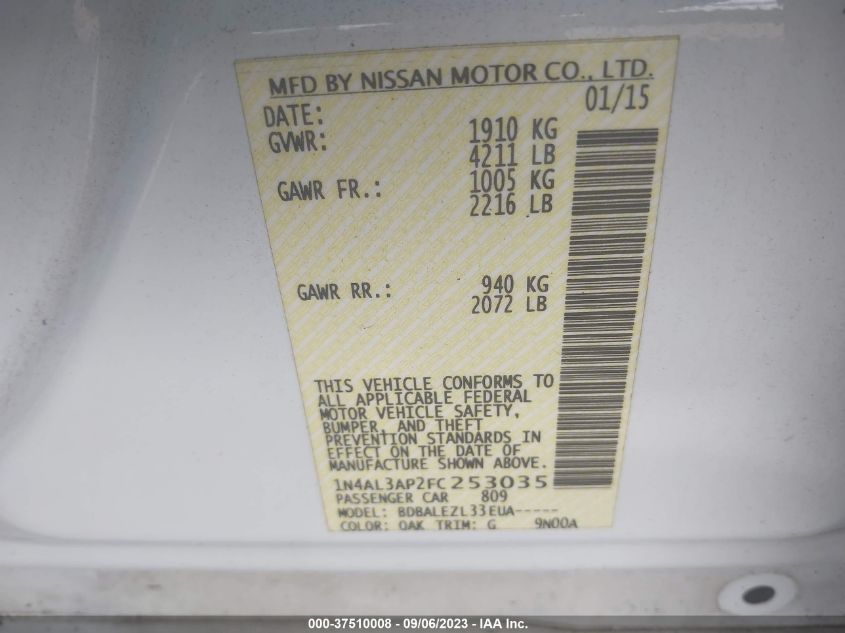 MFD BY NISSAN MOTOR CO., LTD.
DATE: 01/15
GVWR: 1910 KG
4211 LB
GAWR FR.: 1005 KG
2216 LB
GAWR RR.: 940 KG
2072 LB
THIS VEHICLE CONFORMS TO
ALL APPLICABLE FEDERAL
MOTOR VEHICLE SAFETY,
BUMPER, AND THEFT
PREVENTION STANDARDS IN
EFFECT ON THE DATE OF
MANUFACTURE SHOWN ABOVE.
1N4AL3AP2FC253035
PASSENGER CAR 809
MODEL: BDBALEZL33EUA-----
COLOR: QAK TRIM: G 9N00A
000-37510008 - 09/06/2023 - IAA Inc.